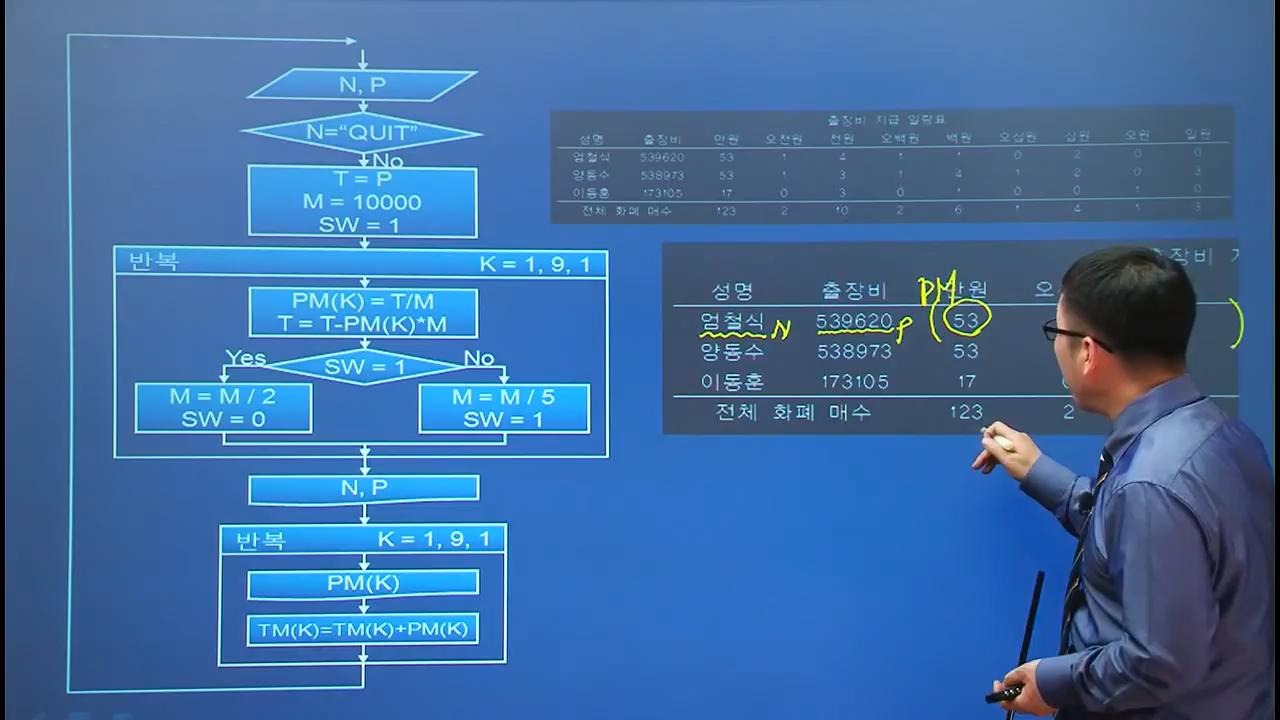 N, P
N=“QUIT”
No
T = P
M = 10000
SW = 1
반복 K = 1, 9, 1
PM(K) = T/M
T = T-PM(K)*M
Yes SW = 1 No
M = M / 2
SW = 0
M = M / 5
SW = 1
N, P
반복 K = 1, 9, 1
PM(K)
TM(K)=TM(K)+PM(K)
출장비 지급 일람표
성명 출장비 만원 오천원 천원 오백원 백원 오십원 십원 오원 일원
엄철식 539620 53 1 4 1 1 0 2 0 0
양동수 538973 53 1 3 1 4 1 2 0 3
이동훈 173105 17 0 3 0 1 0 0 1 0
전체 화폐 매수 123 2 10 2 6 1 4 1 3
출장비
PM
성명 출장비 만원
엄철식 N 539620 P (53 )
양동수 538973 53
이동훈 173105 17
전체 화폐 매수 123 2